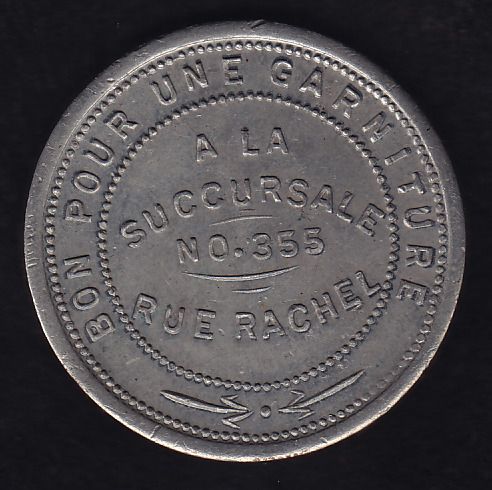 BON POUR UNE GARNITURE
A LA
SUCCURSALE
NO. 355
RUE RACHEL